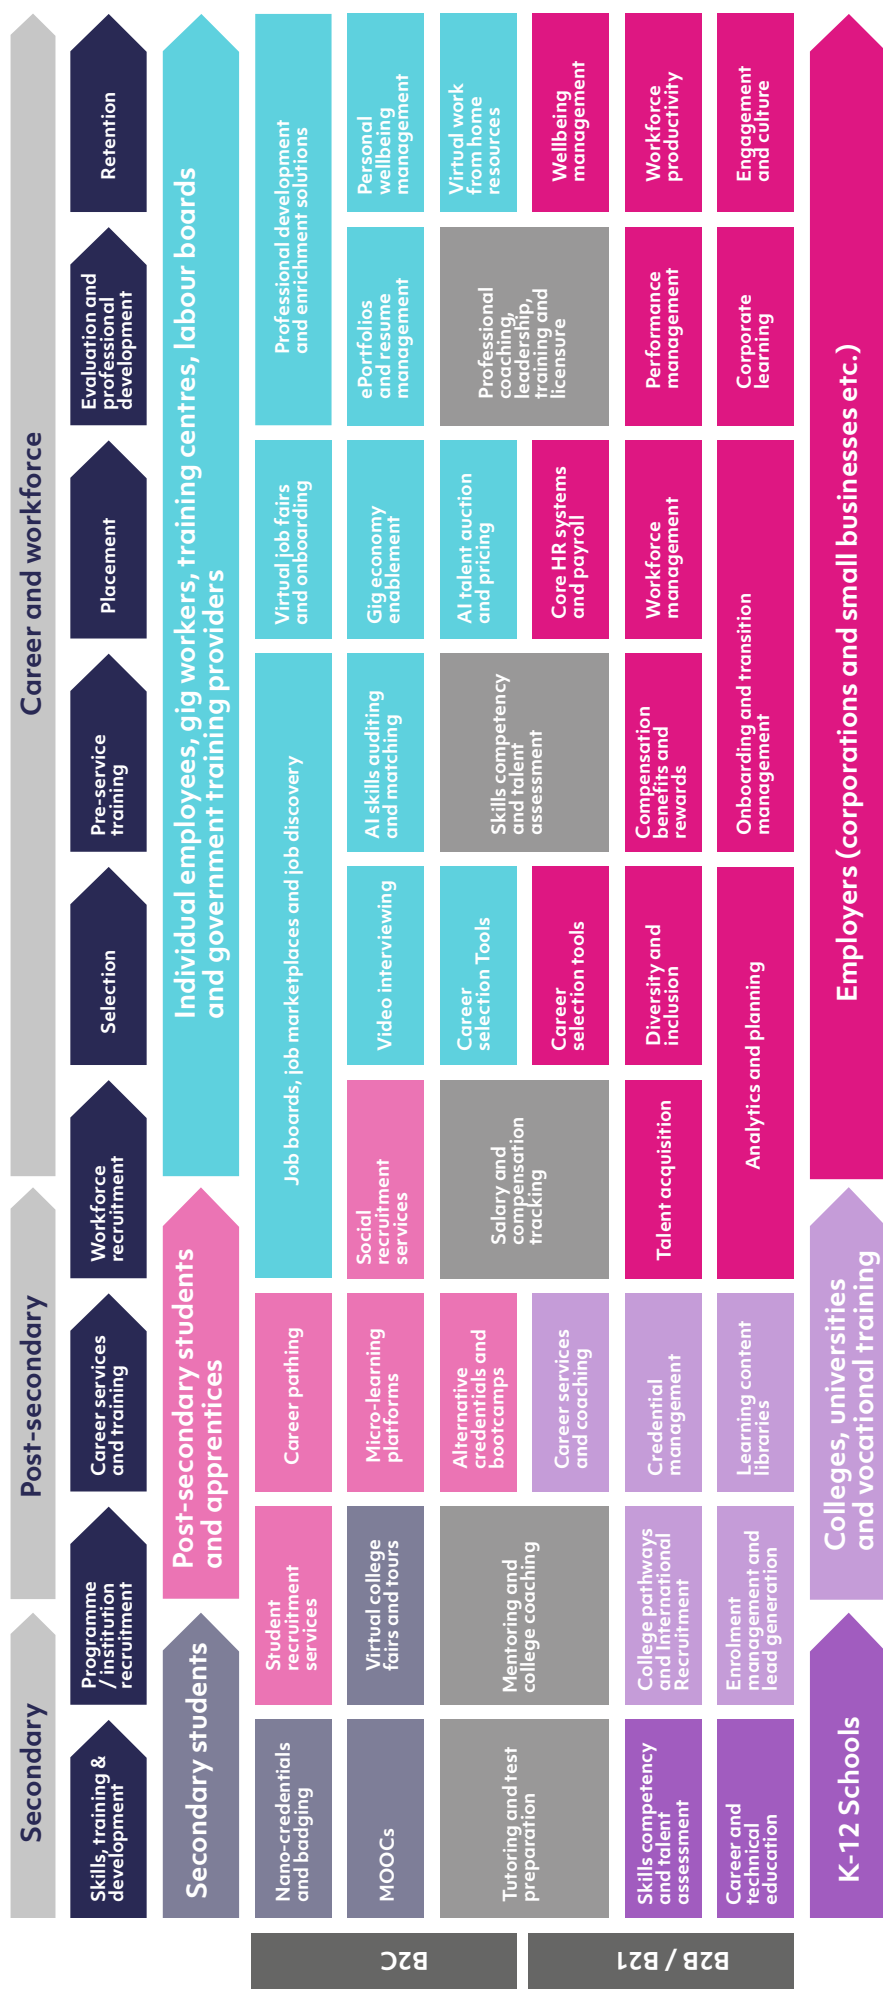 Secondary
Post-secondary
Career and workforce
Skills, training &
development
Programme
/ institution
recruitment
Career services
and training
Workforce
recruitment
Selection
Pre-service
training
Placement
Evaluation and
professional
development
Retention
Secondary students
Post-secondary students
and apprentices
Individual employees, gig workers, training centres, labour boards
and government training providers
B2C
Nano-credentials
and badging
Student
recruitment
services
Career pathing
Job boards, job marketplaces and job discovery
Virtual job fairs
and onboarding
Professional development
and enrichment solutions
MOOCs
Virtual college
fairs and tours
Micro-learning
platforms
Social
recruitment
services
Video interviewing
AI skills auditing
and matching
Gig economy
enablement
ePortfolios
and resume
management
Personal
wellbeing
management
Tutoring and test
preparation
Mentoring and
college coaching
Alternative
credentials and
bootcamps
Salary and
compensation
tracking
Career
selection Tools
Skills competency
and talent
assessment
AI talent auction
and pricing
Professional
coaching,
leadership,
training and
licensure
Virtual work
from home
resources
B2B / B21
Career services
and coaching
Career
selection tools
Core HR systems
and payroll
Wellbeing
management
Skills competency
and talent
assessment
College pathways
and International
Recruitment
Credential
management
Talent acquisition
Diversity and
inclusion
Compensation
benefits and
rewards
Workforce
management
Performance
management
Workforce
productivity
Career and
technical
education
Enrolment
management and
lead generation
Learning content
libraries
Analytics and planning
Onboarding and transition
management
Corporate
learning
Engagement
and culture
K-12 Schools
Colleges, universities
and vocational training
Employers (corporations and small businesses etc.)